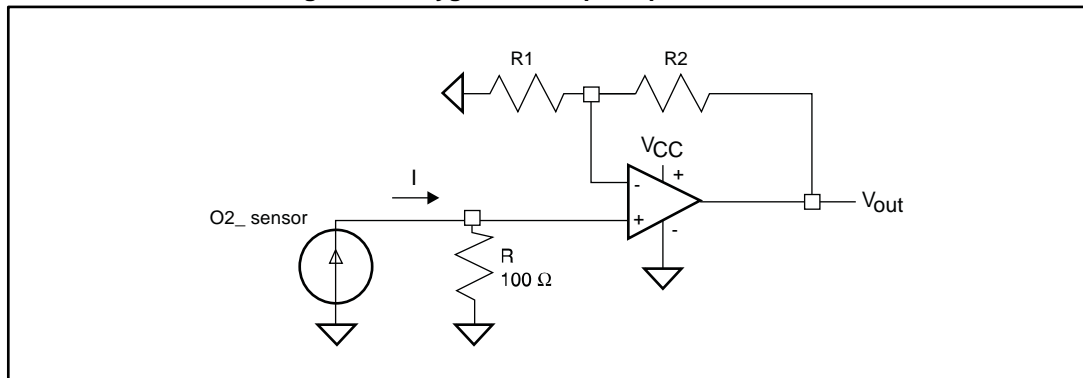 R1
R2
VCC
+
-
I
O2_ sensor
+
-
Vout
R
100 Ω